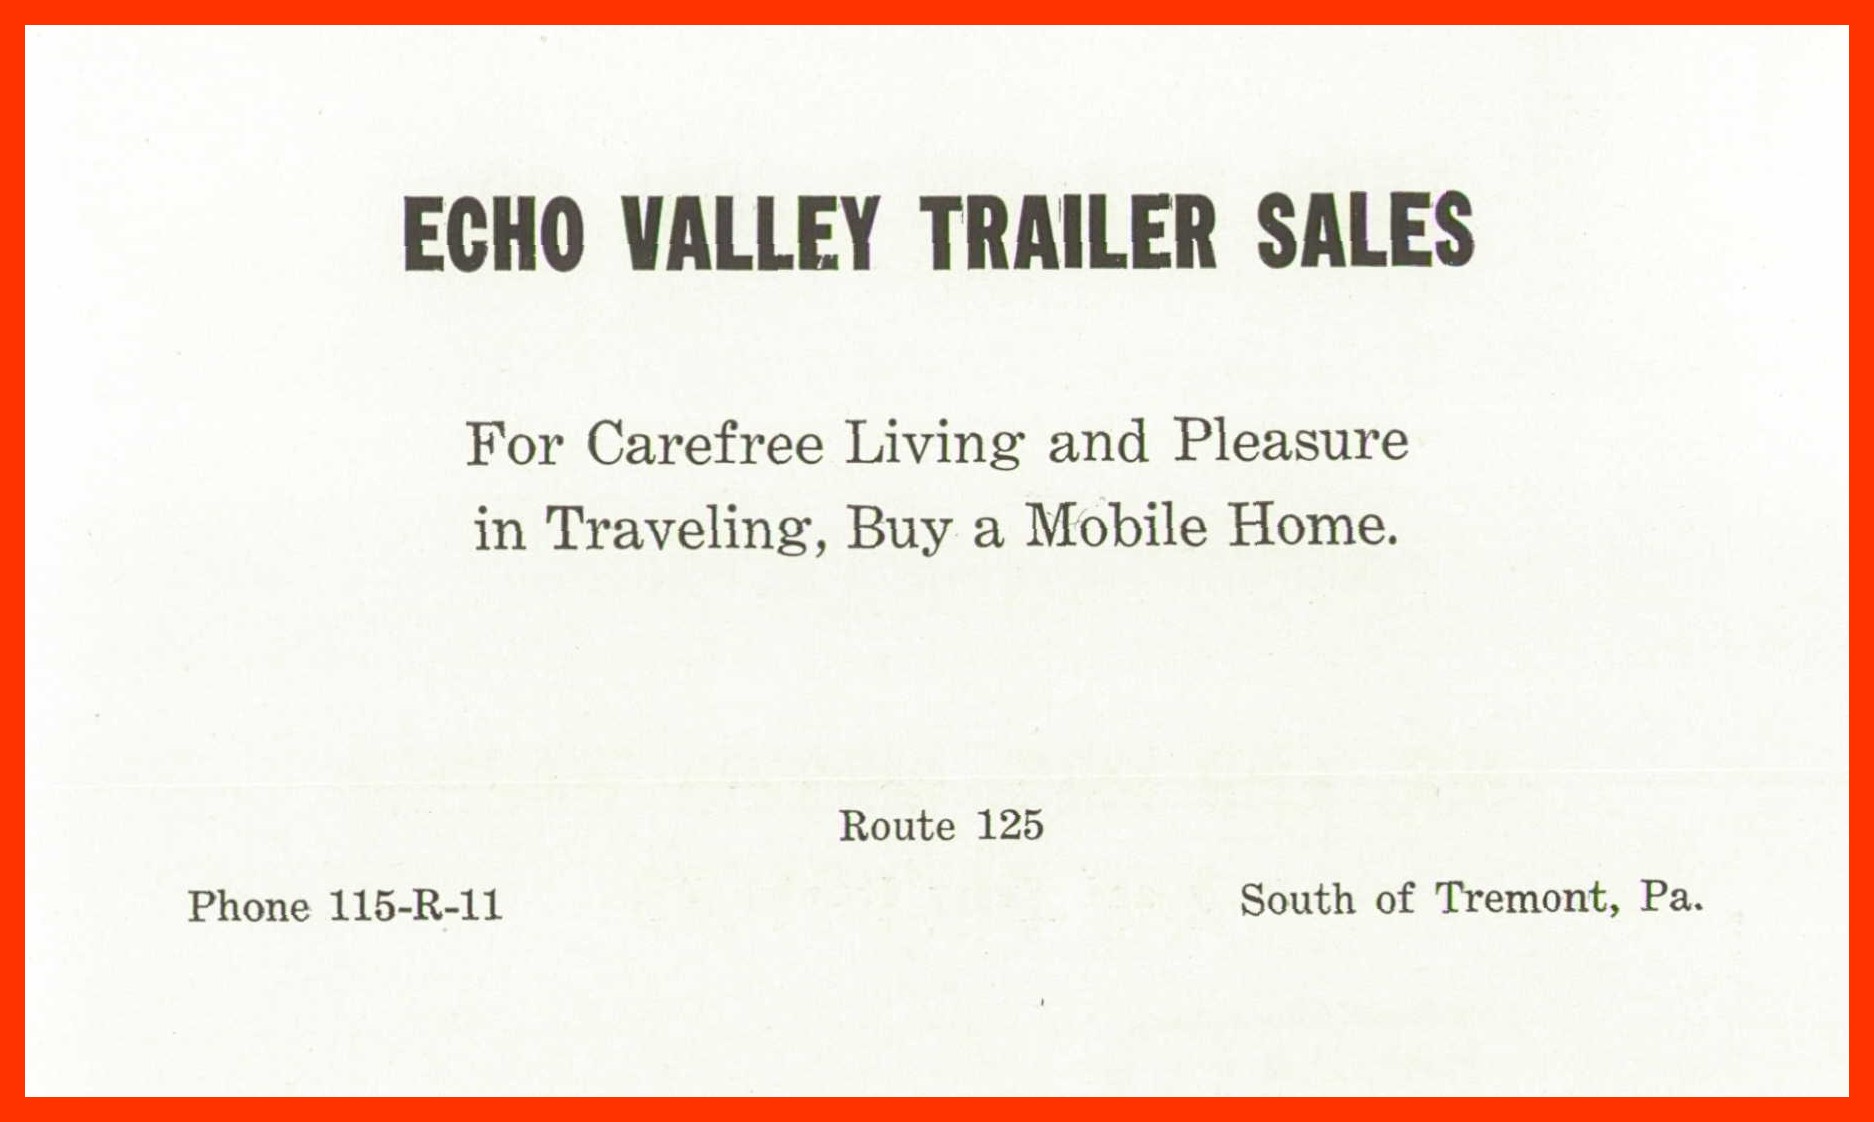 ECHO VALLEY TRAILER SALES
For Carefree Living and Pleasure
in Traveling, Buy a Mobile Home.
Route 125
Phone 115-R-11
South of Tremont, Pa.